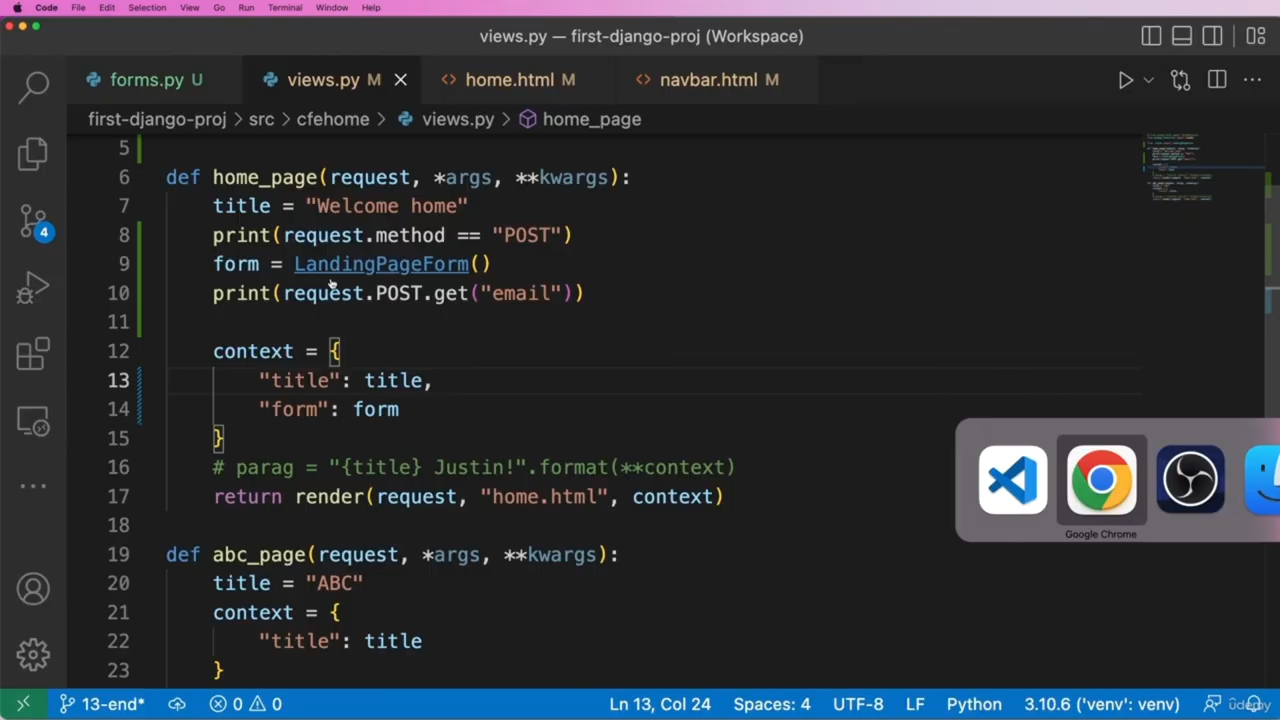 Code File Edit Selection View Go Run Terminal Window Help
views.py — first-django-proj (Workspace)
forms.py U views.py M home.html M navbar.html M
first-django-proj > src > cfehome > views.py > home_page
5
6 def home_page(request, *args, **kwargs):
7 title = "Welcome home"
8 print(request.method == "POST")
9 form = LandingPageForm()
10 print(request.POST.get("email"))
11
12 context = {
13 "title": title,
14 "form": form
15 }
16 # parag = "{title} Justin!".format(**context)
17 return render(request, "home.html", context)
18
19 def abc_page(request, *args, **kwargs):
20 title = "ABC"
21 context = {
22 "title": title
23 }
4
Google Chrome
13-end* 0 0 Ln 13, Col 24 Spaces: 4 UTF-8 LF Python 3.10.6 ('venv': venv)
udemy